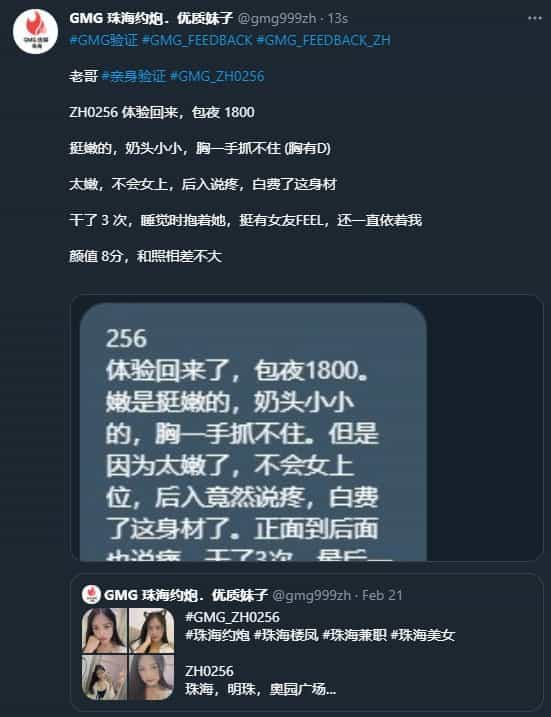 GMG 珠海约炮．优质妹子 @gmg999zh · 13s
#GMG验证 #GMG_FEEDBACK #GMG_FEEDBACK_ZH
老哥 #亲身验证 #GMG_ZH0256
ZH0256 体验回来，包夜 1800
挺嫩的，奶头小小，胸一手抓不住 (胸有D)
太嫩，不会女上，后入说疼，白费了这身材
干了 3 次，睡觉时抱着她，挺有女友FEEL，还一直依着我
颜值 8分，和照相差不大
256
体验回来了，包夜1800。
嫩是挺嫩的，奶头小小
的，胸一手抓不住。但是
因为太嫩了，不会女上
位，后入竟然说疼，白费
了这身材了。正面到后面
GMG 珠海约炮．优质妹子 @gmg999zh · Feb 21
#GMG_ZH0256
#珠海约炮 #珠海楼凤 #珠海兼职 #珠海美女
ZH0256
珠海，明珠，奥园广场...